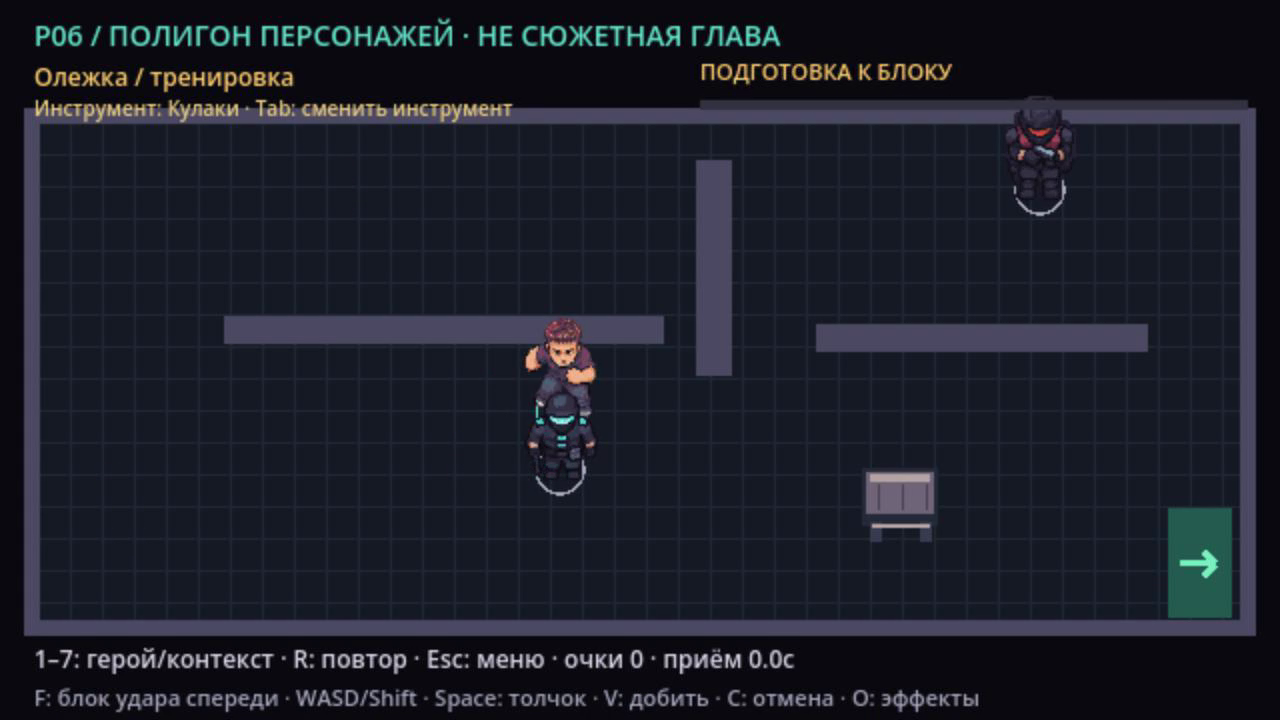 P06 / ПОЛИГОН ПЕРСОНАЖЕЙ · НЕ СЮЖЕТНАЯ ГЛАВА
Олежка / тренировка
ПОДГОТОВКА К БЛОКУ
Инструмент: Кулаки · Tab: сменить инструмент
1–7: герой/контекст · R: повтор · Esc: меню · очки 0 · приём 0.0с
F: блок удара спереди · WASD/Shift · Space: толчок · V: добить · C: отмена · O: эффекты